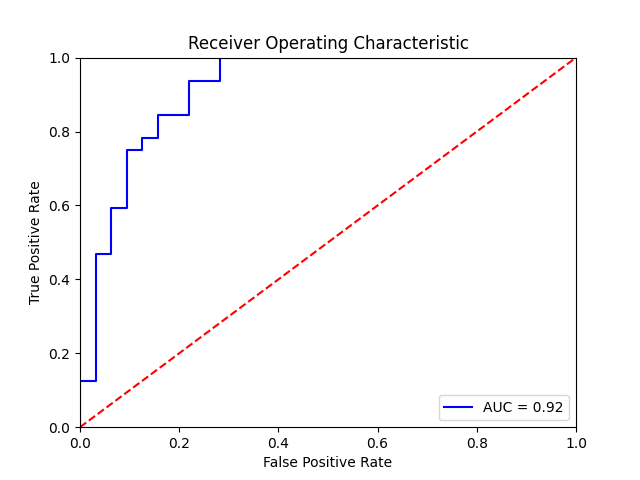 Receiver Operating Characteristic
True Positive Rate
1.0
0.8
0.6
0.4
0.2
0.0
0.0 0.2 0.4 0.6 0.8 1.0
False Positive Rate
AUC = 0.92